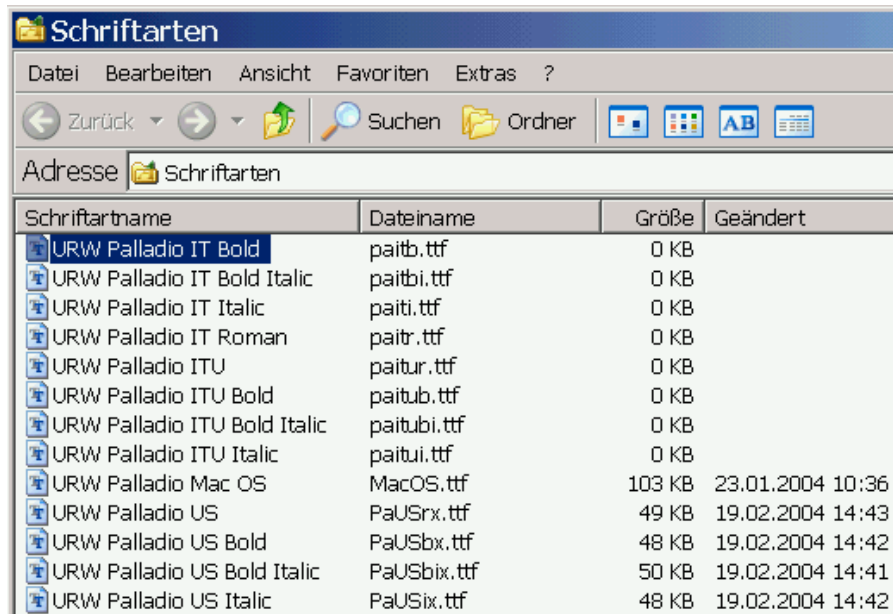 Schriftarten
Datei Bearbeiten Ansicht Favoriten Extras ?
Zurück Suchen Ordner AB
Adresse Schriftarten
Schriftartname Dateiname Größe Geändert
URW Palladio IT Bold paitb.ttf 0 KB
URW Palladio IT Bold Italic paitbi.ttf 0 KB
URW Palladio IT Italic paiti.ttf 0 KB
URW Palladio IT Roman paitr.ttf 0 KB
URW Palladio ITU paitur.ttf 0 KB
URW Palladio ITU Bold paitub.ttf 0 KB
URW Palladio ITU Bold Italic paitubi.ttf 0 KB
URW Palladio ITU Italic paitui.ttf 0 KB
URW Palladio Mac OS MacOS.ttf 103 KB 23.01.2004 10:36
URW Palladio US PaUSrx.ttf 49 KB 19.02.2004 14:43
URW Palladio US Bold PaUSbx.ttf 48 KB 19.02.2004 14:42
URW Palladio US Bold Italic PaUSbix.ttf 50 KB 19.02.2004 14:41
URW Palladio US Italic PaUSix.ttf 48 KB 19.02.2004 14:42